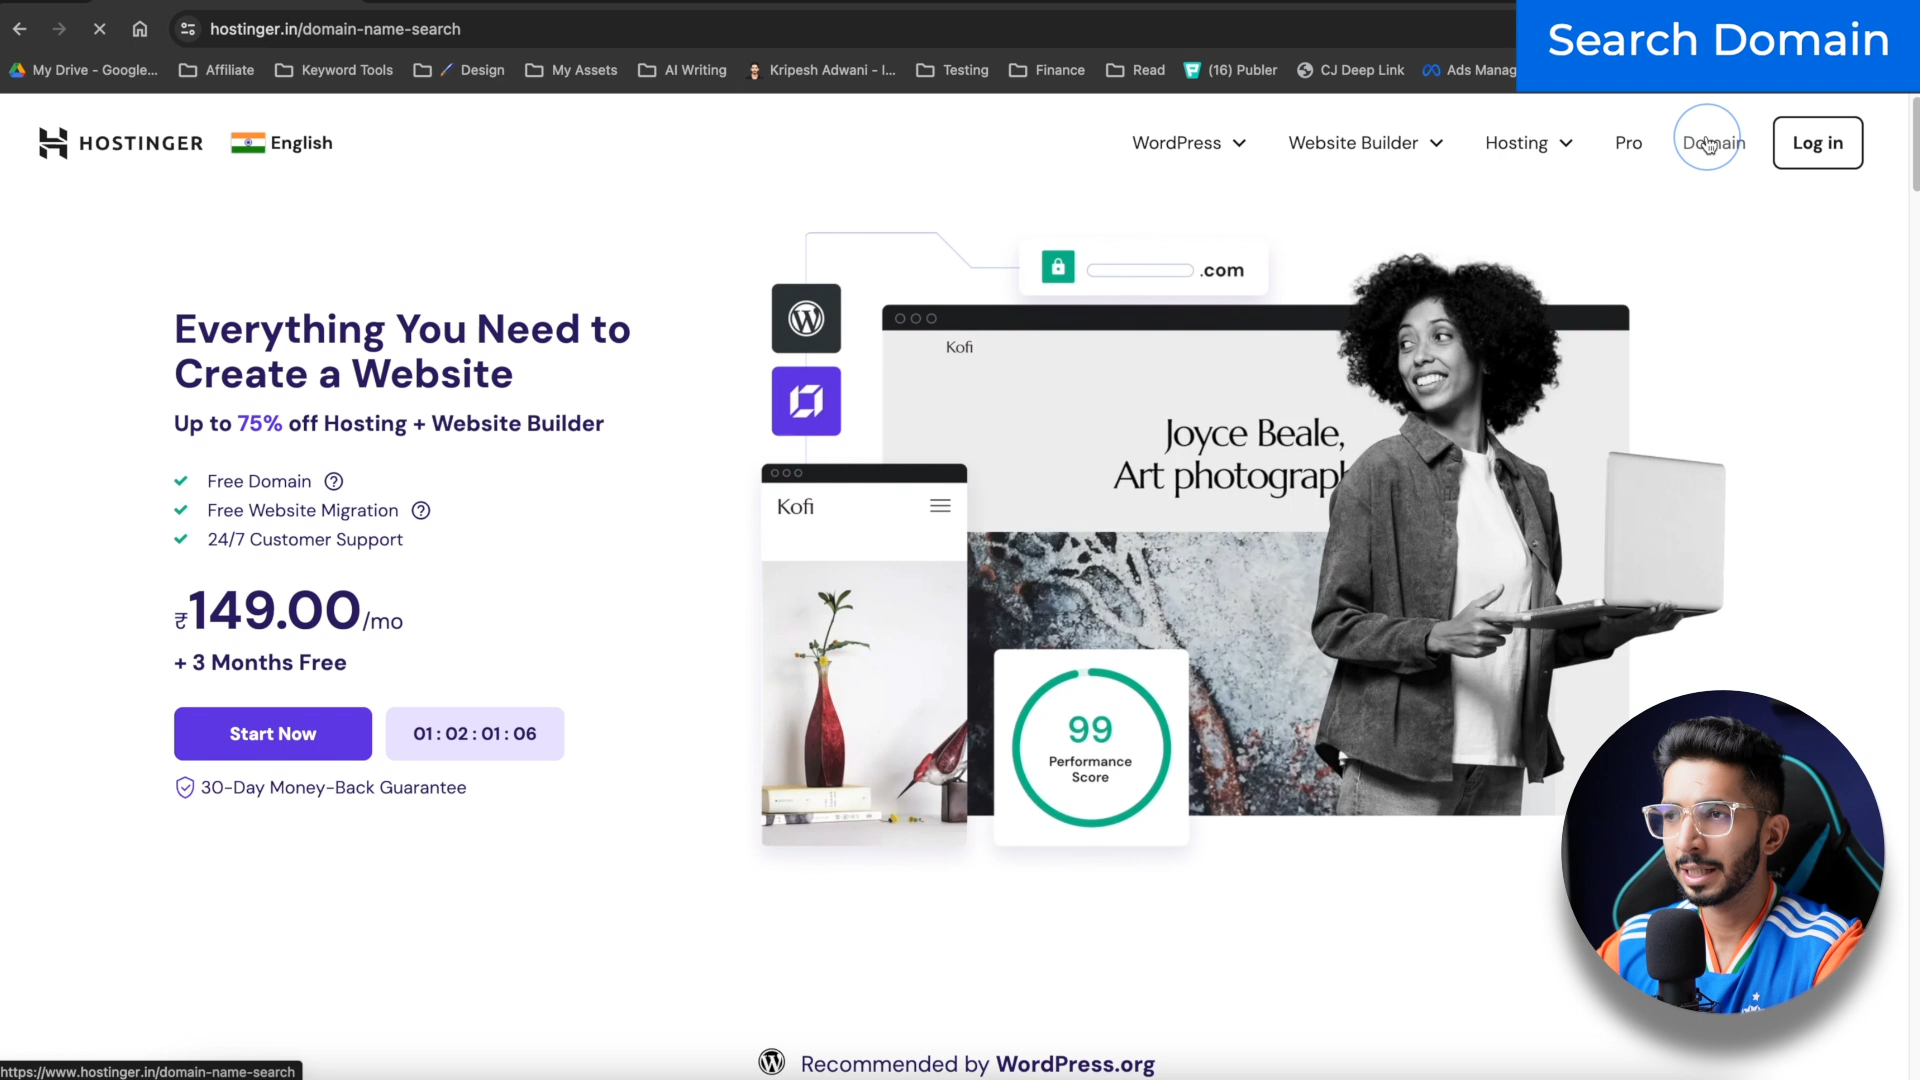 hostinger.in/domain-name-search
Search Domain
My Drive - Google...
Affiliate
Keyword Tools
Design
My Assets
AI Writing
Kripesh Adwani - I...
Testing
Finance
Read
(16) Publer
CJ Deep Link
Ads Manag
HOSTINGER
English
WordPress
Website Builder
Hosting
Pro
Domain
Log in
.com
Kofi
Everything You Need to
Create a Website
Up to 75% off Hosting + Website Builder
Joyce Beale,
Art photograph
Free Domain
Free Website Migration
24/7 Customer Support
Kofi
₹149.00/mo
+ 3 Months Free
Start Now
01 : 02 : 01 : 06
30-Day Money-Back Guarantee
99
Performance
Score
Recommended by WordPress.org
https://www.hostinger.in/domain-name-search